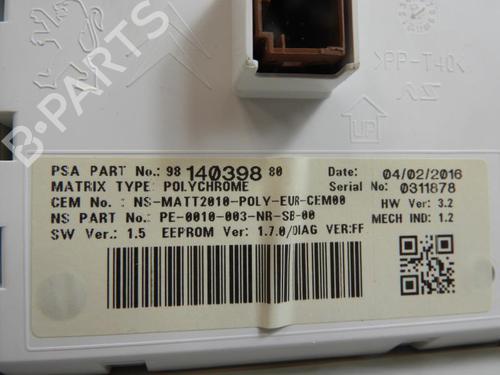 B-PARTS
>PP-T40<
UP
PSA PART No.: 98 140398 80 Date: 04/02/2016
MATRIX TYPE: POLYCHROME Serial No: 0311878
CEM No.: NS-MATT2010-POLY-EUR-CEM00 HW Ver: 3.2
NS PART No.: PE-0010-003-NR-SB-00 MECH IND: 1.2
SW Ver.: 1.5 EEPROM Ver: 1.7.0/DIAG VER:FF